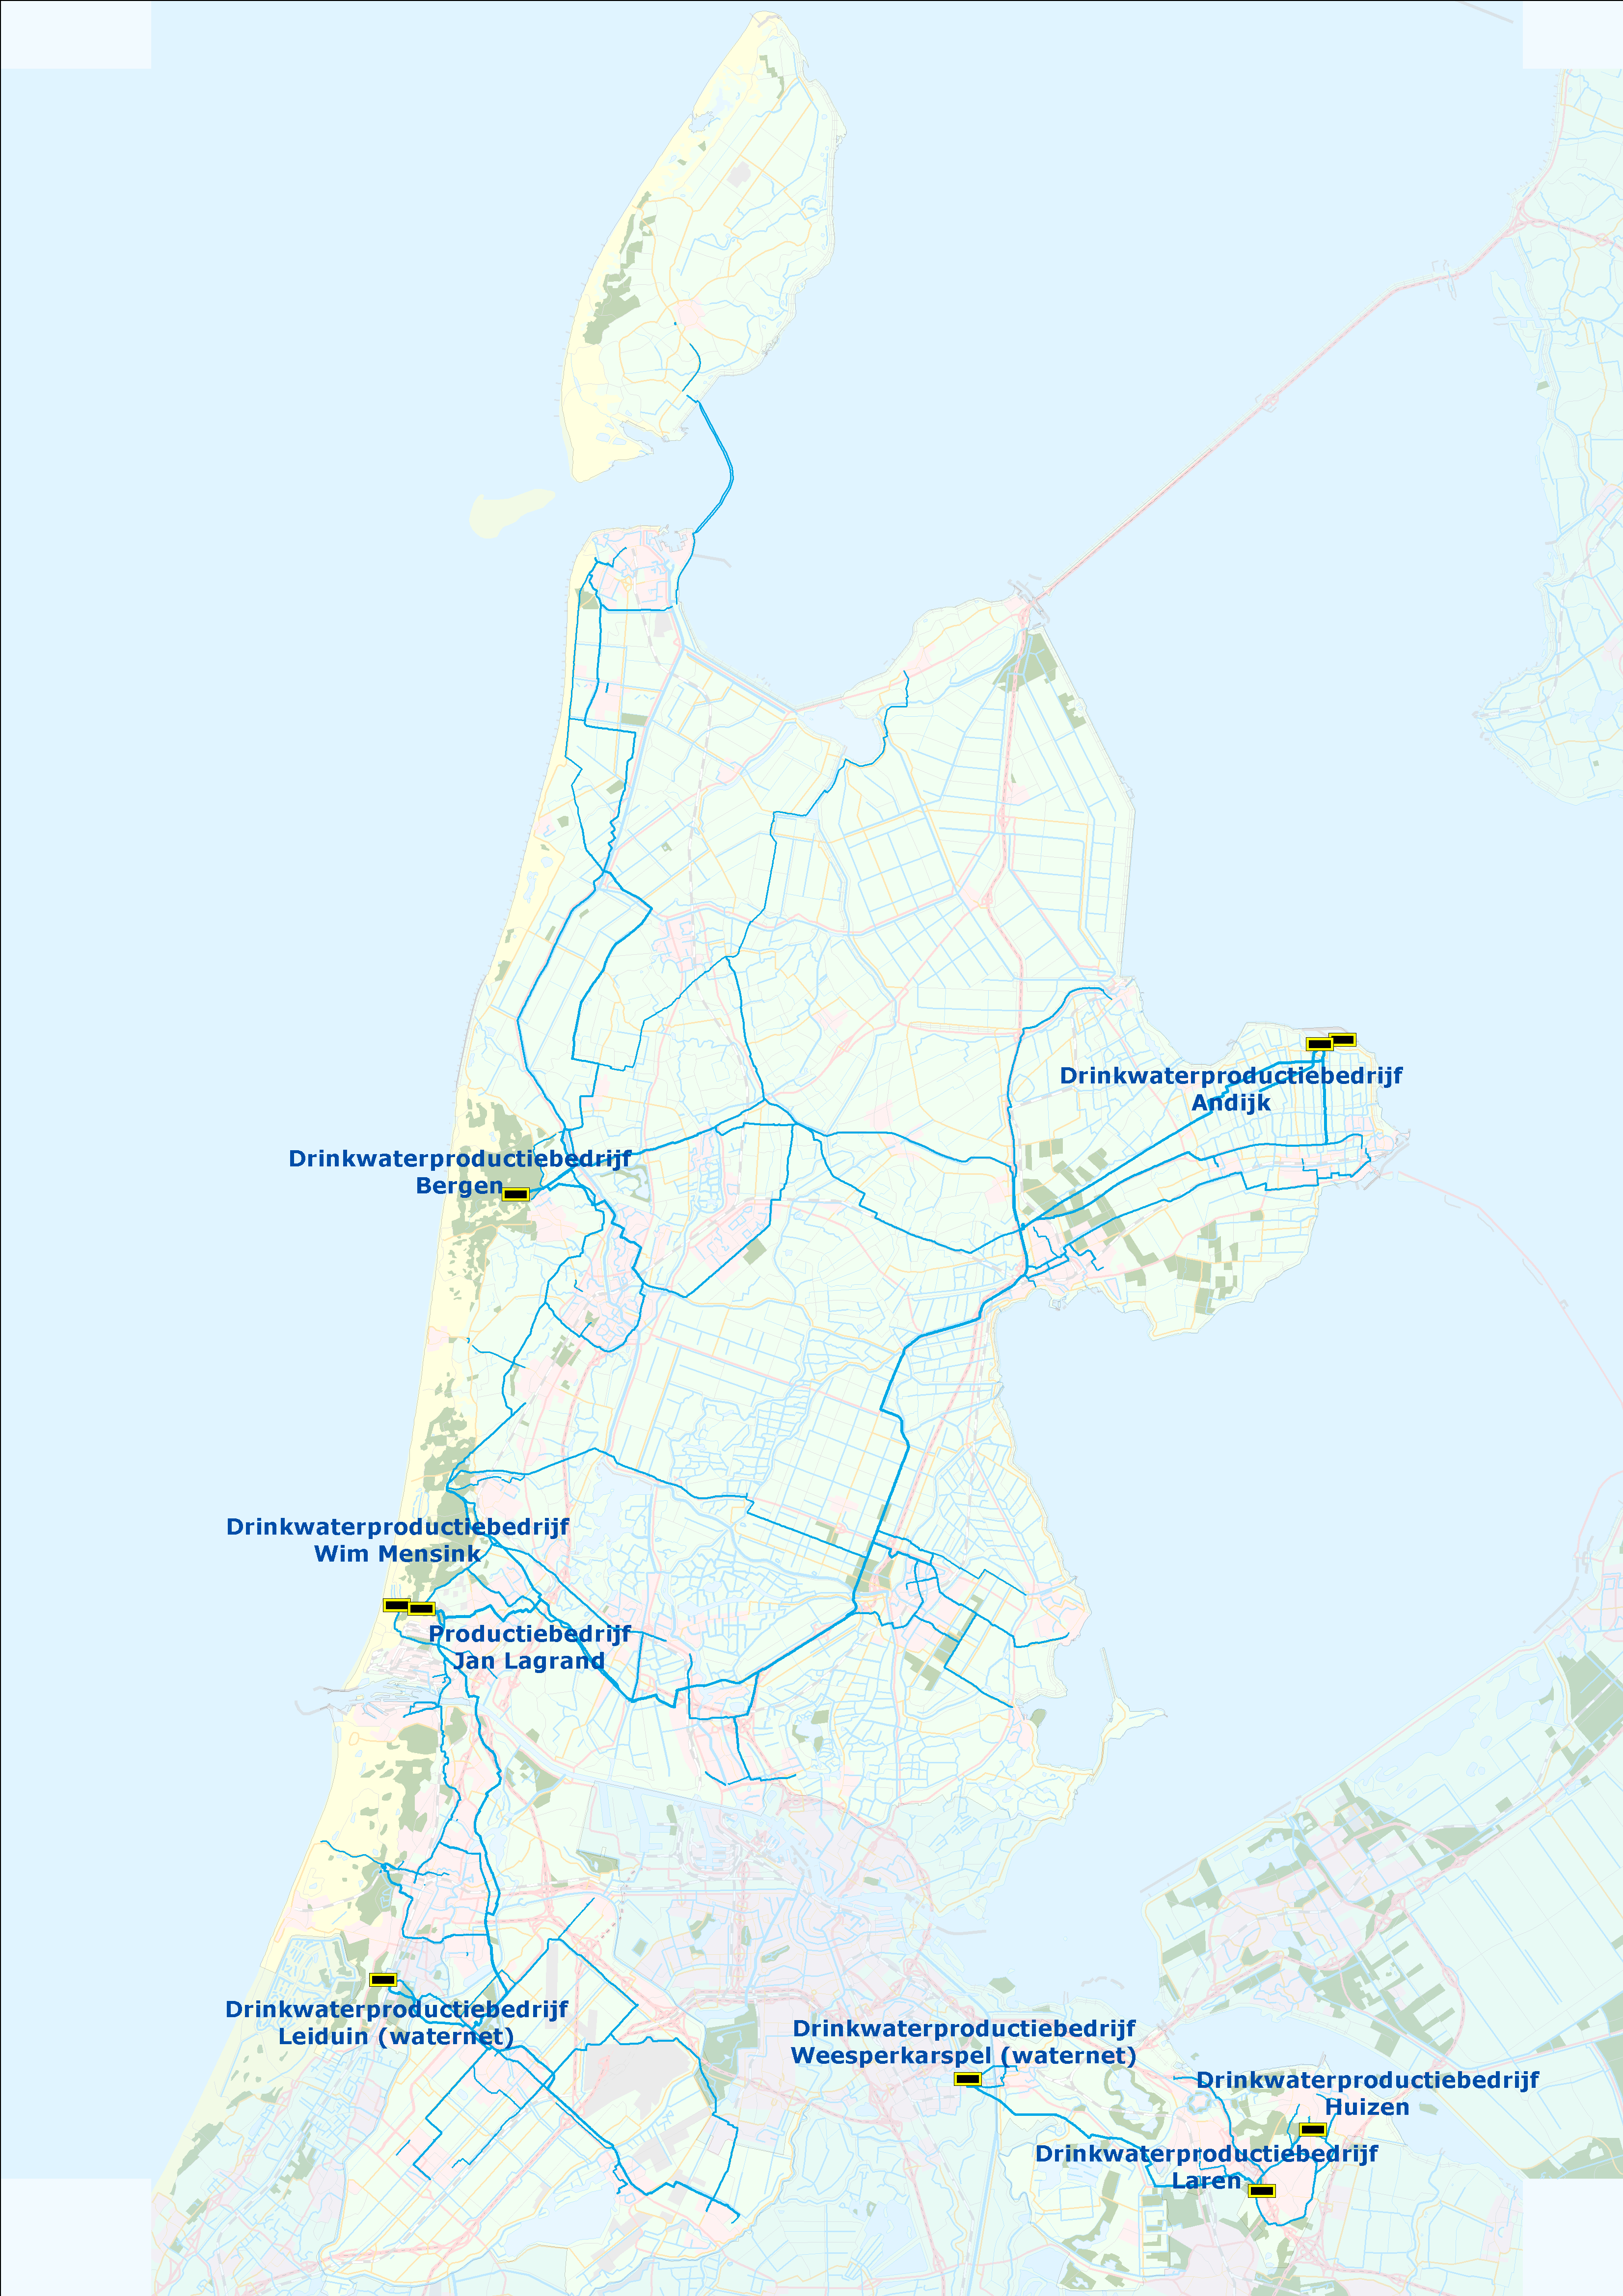 Drinkwaterproductiebedrijf
Andijk
Drinkwaterproductiebedrijf
Bergen
Drinkwaterproductiebedrijf
Wim Mensink
Productiebedrijf
Jan Lagrand
Drinkwaterproductiebedrijf
Leiduin (waternet)
Drinkwaterproductiebedrijf
Weesperkarspel (waternet)
Drinkwaterproductiebedrijf
Huizen
Drinkwaterproductiebedrijf
Laren